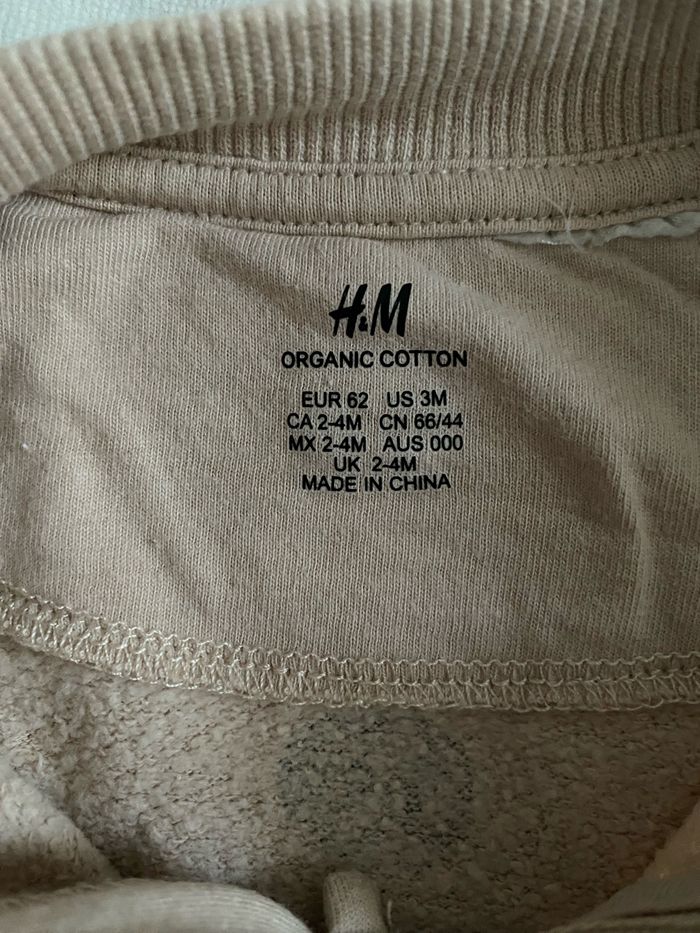 H&M
ORGANIC COTTON
EUR 62 US 3M
CA 2-4M CN 66/44
MX 2-4M AUS 000
UK 2-4M
MADE IN CHINA